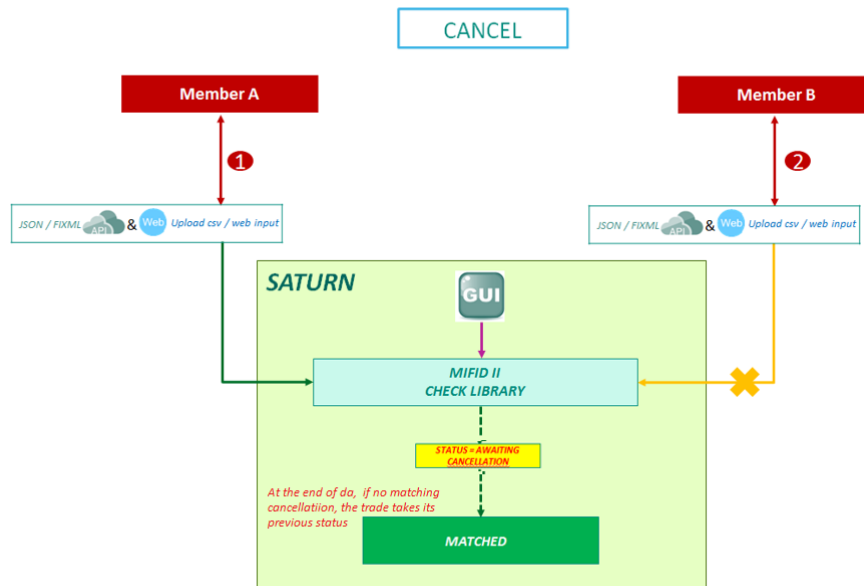 CANCEL
Member A
Member B
1
2
JSON / FIXML API & Web Upload csv / web input
JSON / FIXML API & Web Upload csv / web input
SATURN
GUI
MIFID II
CHECK LIBRARY
STATUS = AWAITING
CANCELLATION
At the end of da, if no matching
cancellatiion, the trade takes its
previous status
MATCHED